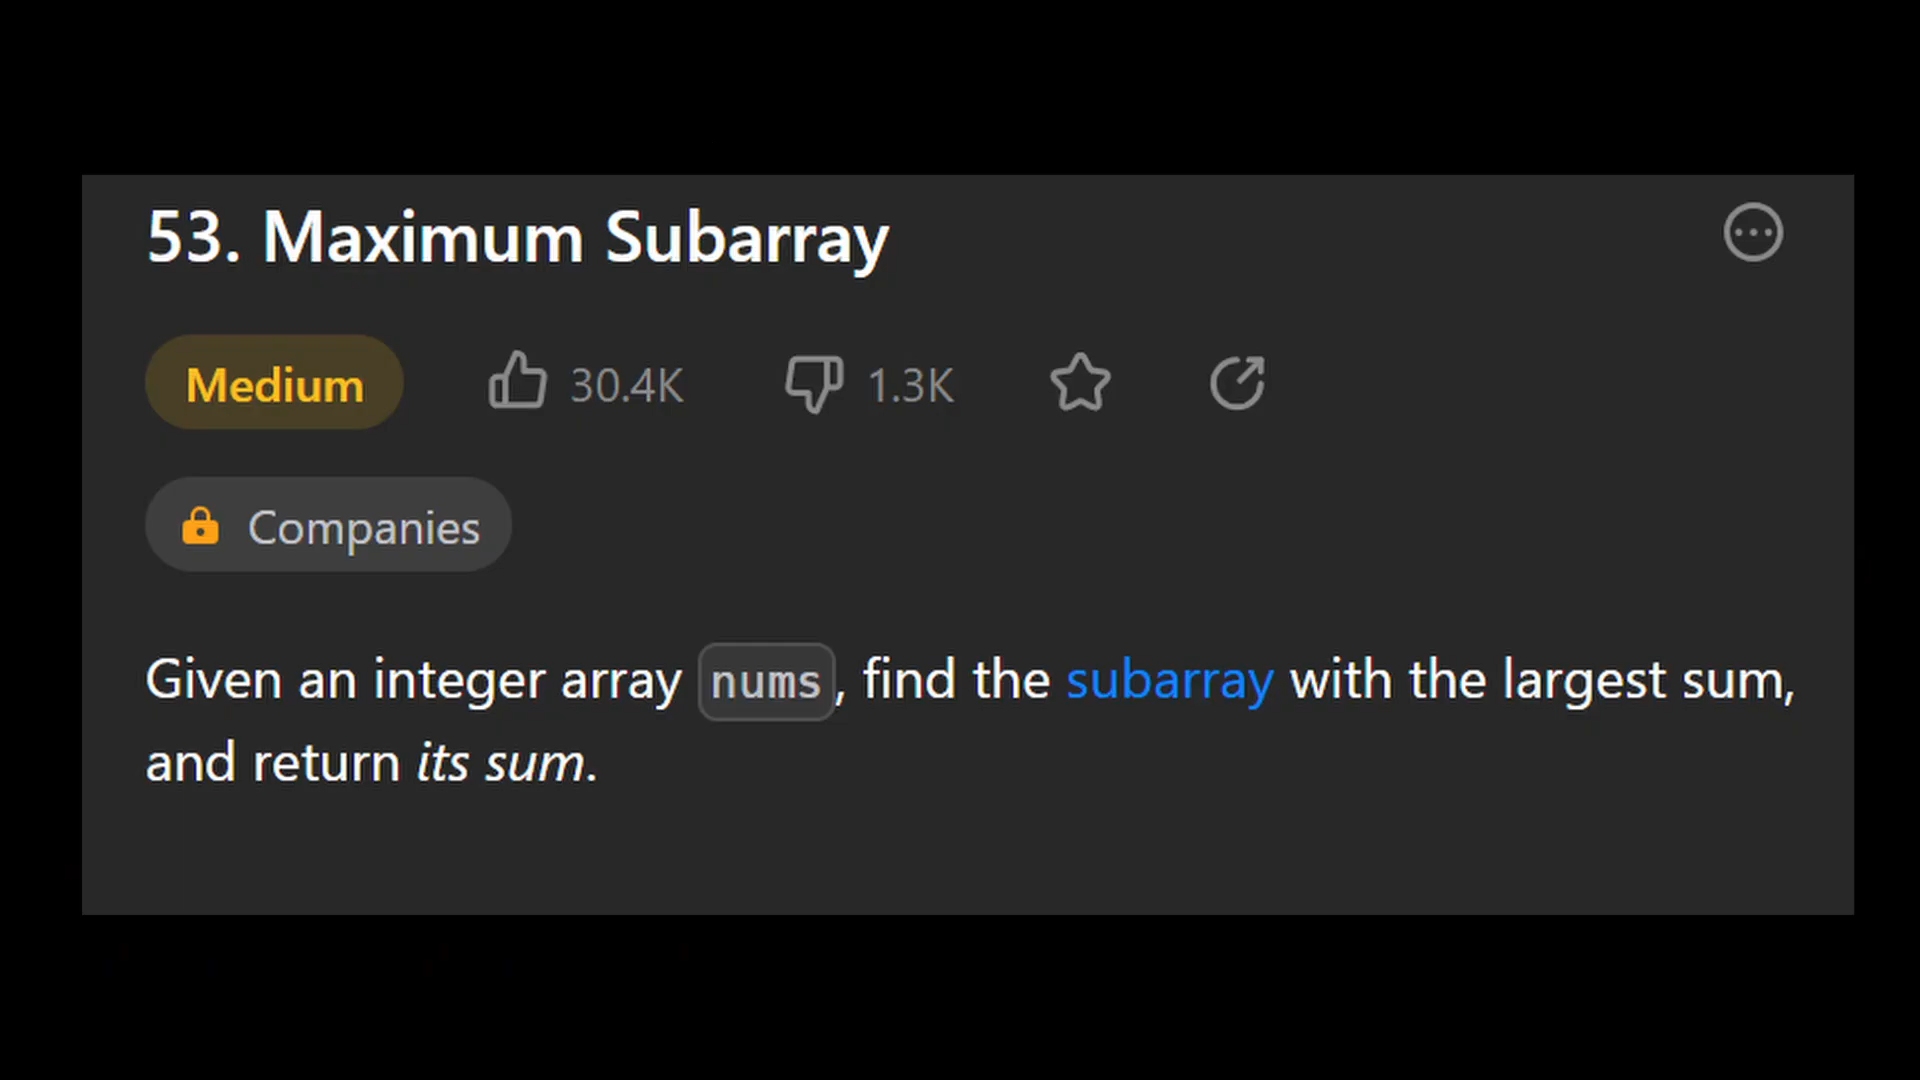 53. Maximum Subarray
Medium 30.4K 1.3K
Companies
Given an integer array nums, find the subarray with the largest sum,
and return its sum.